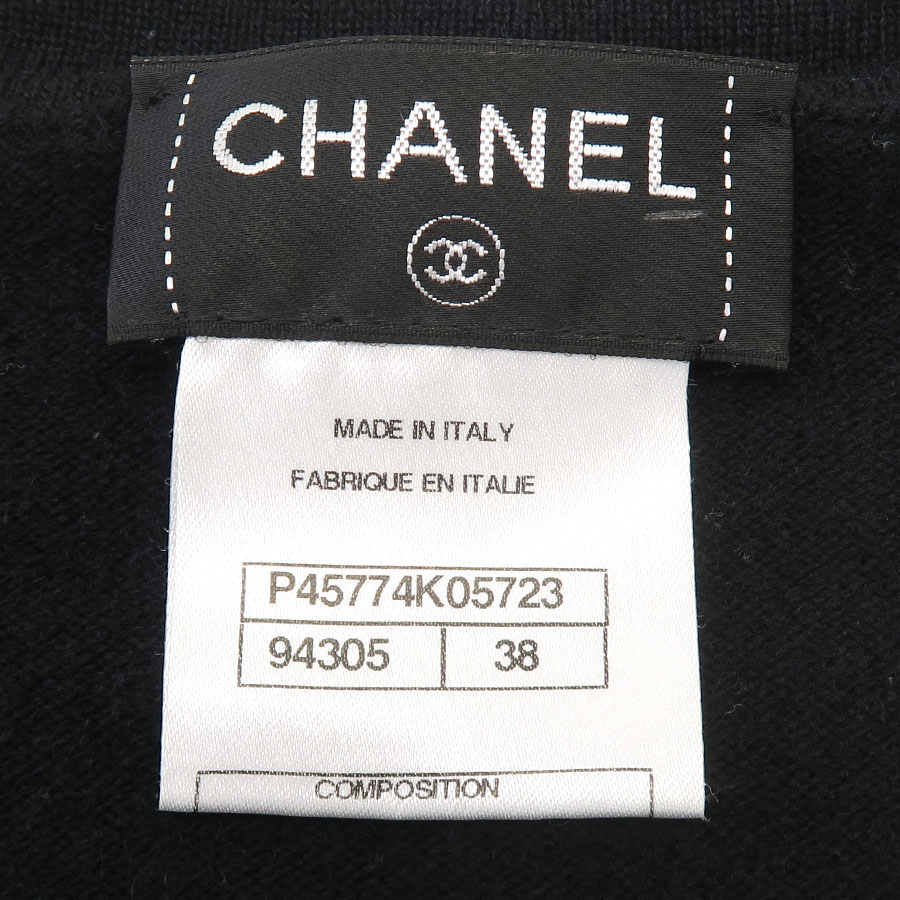 CHANEL
MADE IN ITALY
FABRIQUE EN ITALIE
P45774K05723
94305 38
COMPOSITION